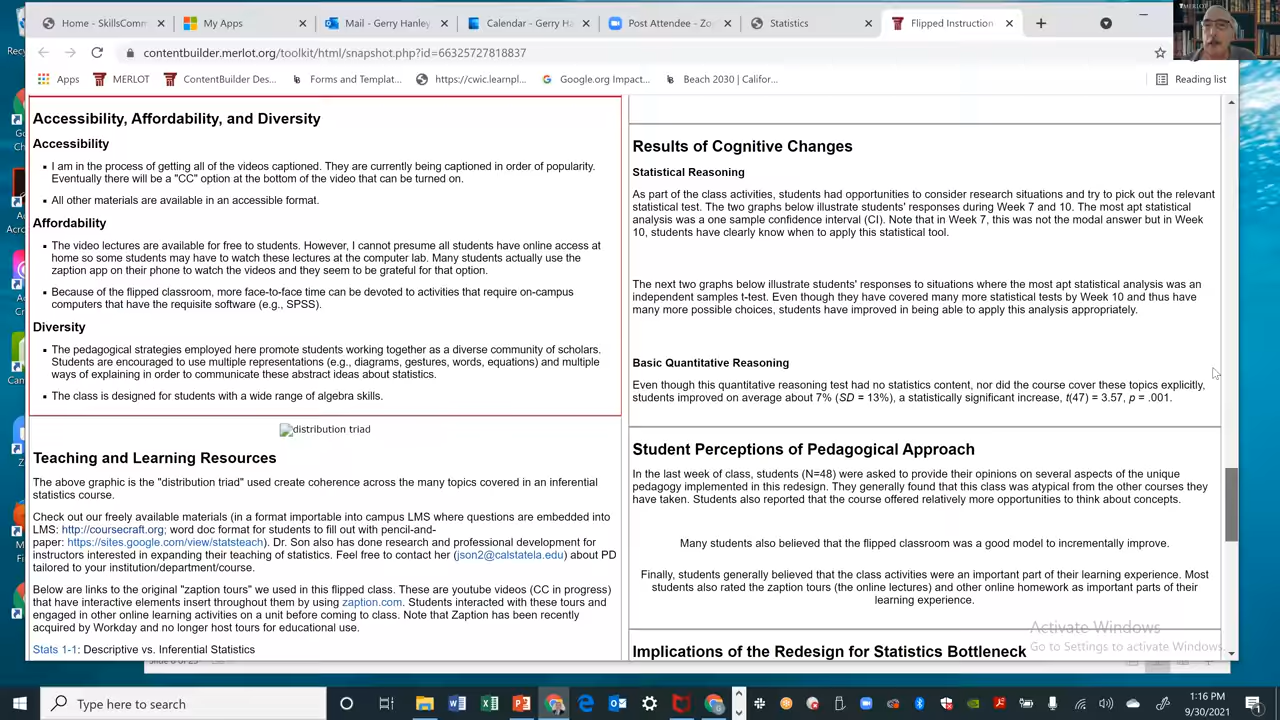 Home - SkillsComm
My Apps
Mail - Gerry Hanley
Calendar - Gerry Ha
Post Attendee - Zoo
Statistics
Flipped Instruction
contentbuilder.merlot.org/toolkit/html/snapshot.php?id=66325727818837
Apps
MERLOT
ContentBuilder Des...
Forms and Templat...
https://cwic.learnpl...
Google.org Impact...
Beach 2030 | Califor...
Reading list
Accessibility, Affordability, and Diversity
Accessibility
I am in the process of getting all of the videos captioned. They are currently being captioned in order of popularity.
Eventually there will be a "CC" option at the bottom of the video that can be turned on.
All other materials are available in an accessible format.
Affordability
The video lectures are available for free to students. However, I cannot presume all students have online access at
home so some students may have to watch these lectures at the computer lab. Many students actually use the
zaption app on their phone to watch the videos and they seem to be grateful for that option.
Because of the flipped classroom, more face-to-face time can be devoted to activities that require on-campus
computers that have the requisite software (e.g., SPSS).
Diversity
The pedagogical strategies employed here promote students working together as a diverse community of scholars.
Students are encouraged to use multiple representations (e.g., diagrams, gestures, words, equations) and multiple
ways of explaining in order to communicate these abstract ideas about statistics.
The class is designed for students with a wide range of algebra skills.
distribution triad
Teaching and Learning Resources
The above graphic is the "distribution triad" used create coherence across the many topics covered in an inferential
statistics course.
Check out our freely available materials (in a format importable into campus LMS where questions are embedded into
LMS: http://coursecraft.org; word doc format for students to fill out with pencil-and-
paper: https://sites.google.com/view/statsteach). Dr. Son also has done research and professional development for
instructors interested in expanding their teaching of statistics. Feel free to contact her (json2@calstatela.edu) about PD
tailored to your institution/department/course.
Below are links to the original "zaption tours" we used in this flipped class. These are youtube videos (CC in progress)
that have interactive elements insert throughout them by using zaption.com. Students interacted with these tours and
engaged in other online learning activities on a unit before coming to class. Note that Zaption has been recently
acquired by Workday and no longer host tours for educational use.
Stats 1-1: Descriptive vs. Inferential Statistics
Results of Cognitive Changes
Statistical Reasoning
As part of the class activities, students had opportunities to consider research situations and try to pick out the relevant
statistical test. The two graphs below illustrate students' responses during Week 7 and 10. The most apt statistical
analysis was a one sample confidence interval (CI). Note that in Week 7, this was not the modal answer but in Week
10, students have clearly know when to apply this statistical tool.
The next two graphs below illustrate students' responses to situations where the most apt statistical analysis was an
independent samples t-test. Even though they have covered many more statistical tests by Week 10 and thus have
many more possible choices, students have improved in being able to apply this analysis appropriately.
Basic Quantitative Reasoning
Even though this quantitative reasoning test had no statistics content, nor did the course cover these topics explicitly,
students improved on average about 7% (SD = 13%), a statistically significant increase, t(47) = 3.57, p = .001.
Student Perceptions of Pedagogical Approach
In the last week of class, students (N=48) were asked to provide their opinions on several aspects of the unique
pedagogy implemented in this redesign. They generally found that this class was atypical from the other courses they
have taken. Students also reported that the course offered relatively more opportunities to think about concepts.
Many students also believed that the flipped classroom was a good model to incrementally improve.
Finally, students generally believed that the class activities were an important part of their learning experience. Most
students also rated the zaption tours (the online lectures) and other online homework as important parts of their
learning experience.
Implications of the Redesign for Statistics Bottleneck
Activate Windows
Go to Settings to activate Windows.
Type here to search
1:16 PM
9/30/2021